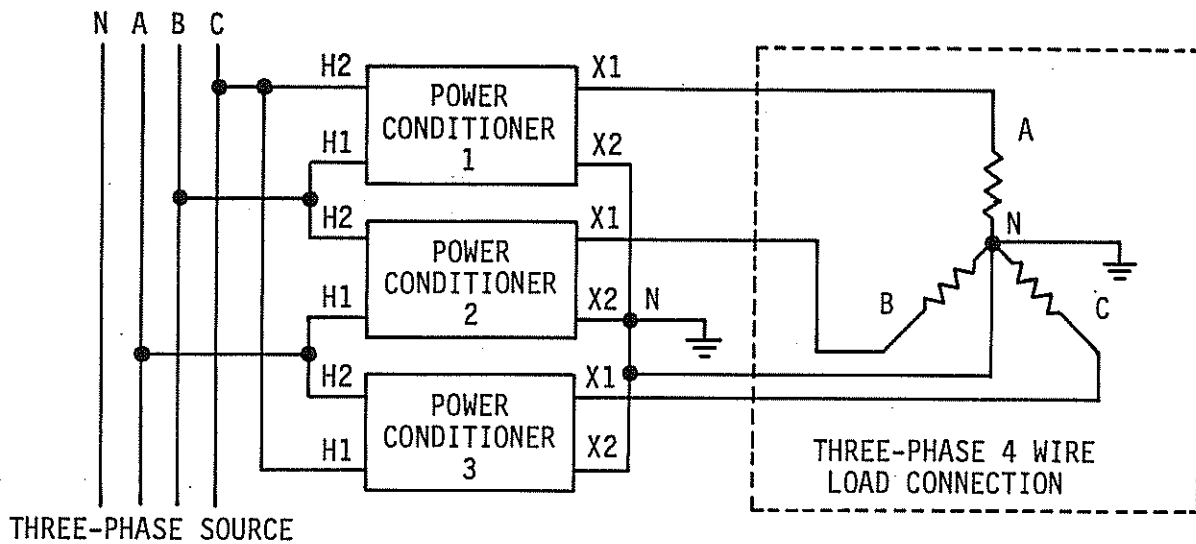 N A B C
H2
POWER
CONDITIONER
1
X1
H1
X2
A
H2
POWER
CONDITIONER
2
X1
N
H1
X2
N
B
C
H2
POWER
CONDITIONER
3
X1
H1
X2
THREE-PHASE 4 WIRE
LOAD CONNECTION
THREE-PHASE SOURCE